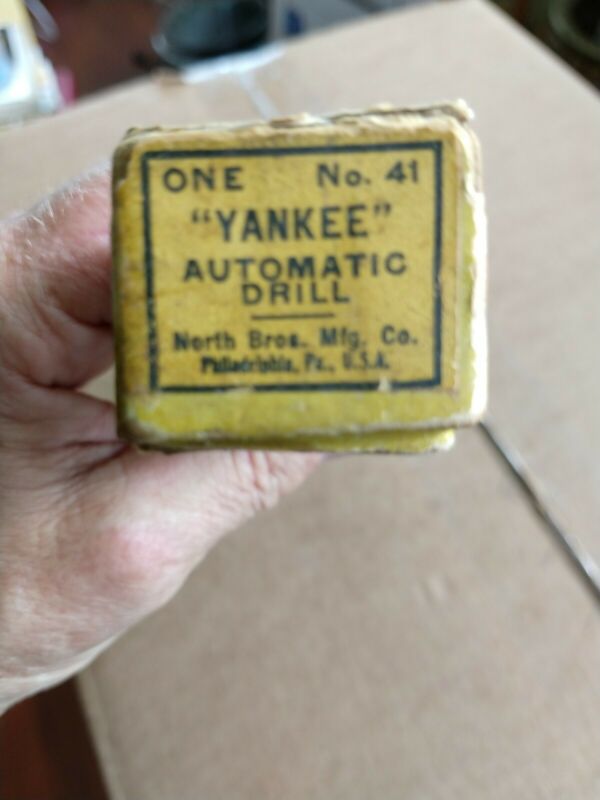 ONE No. 41
“YANKEE”
AUTOMATIC
DRILL
North Bros. Mfg. Co.
Philadelphia, Pa., U.S.A.